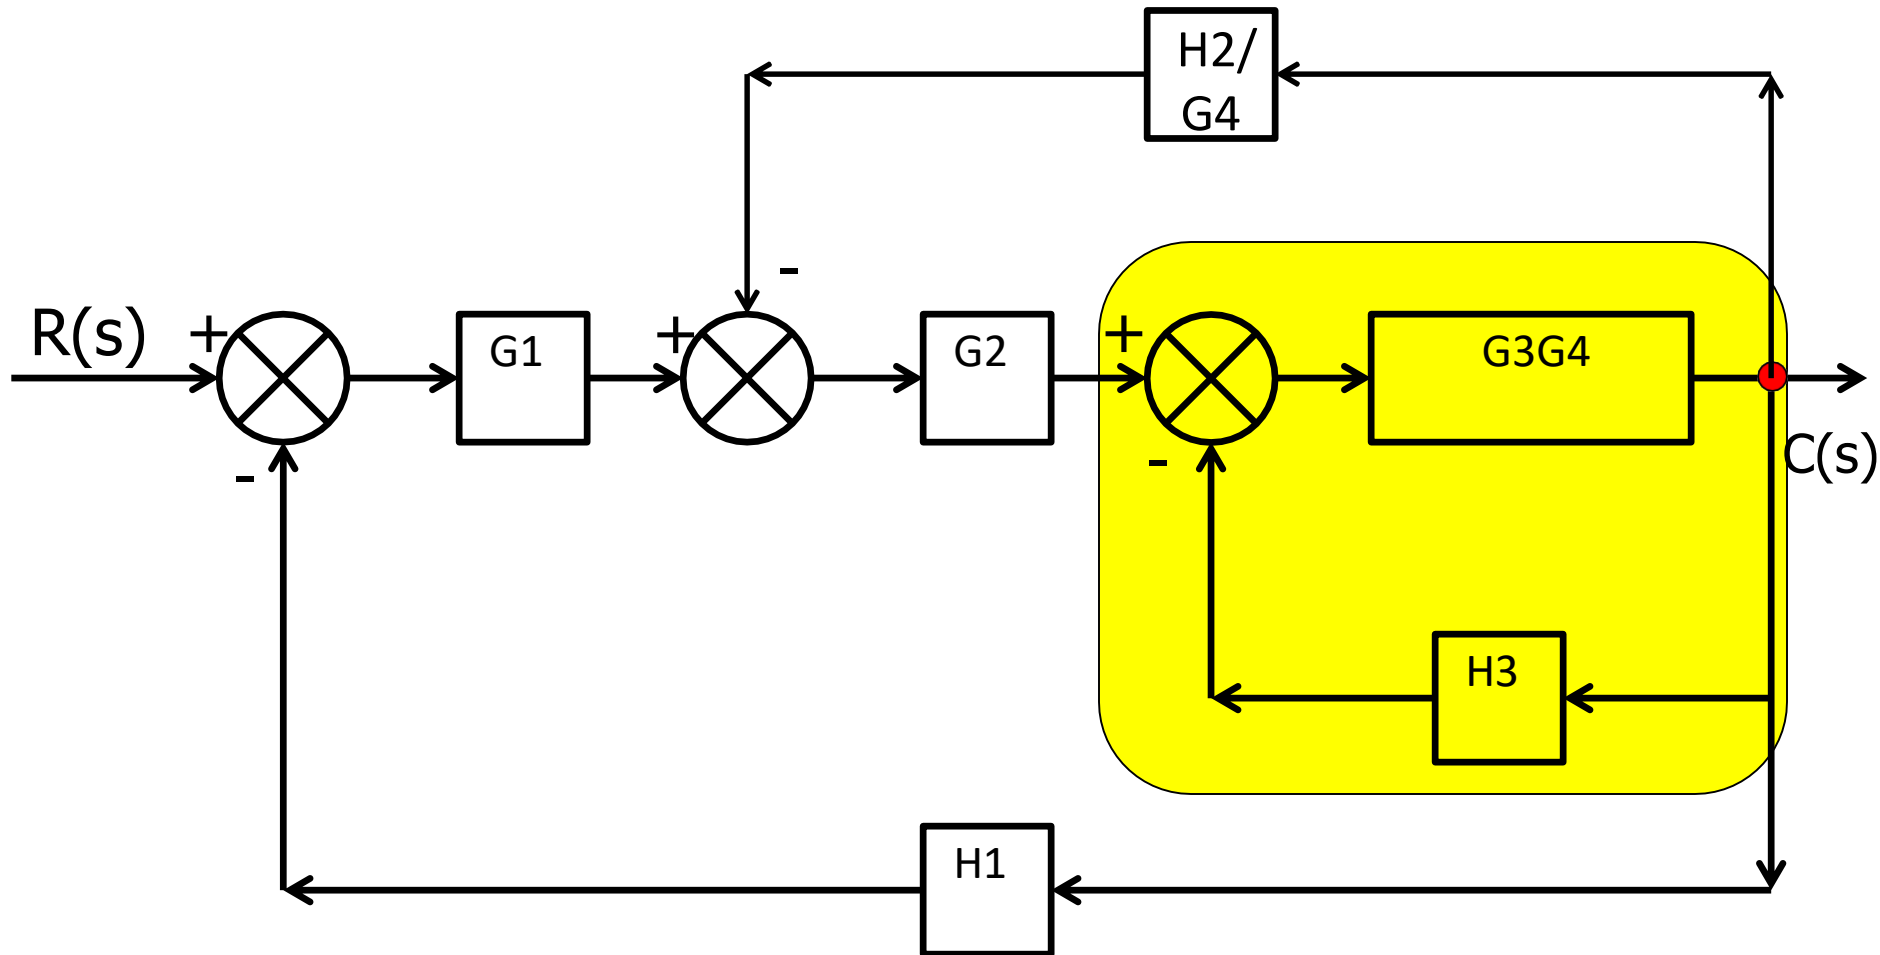 H2/
G4
-
R(s) + G1 + G2 + G3G4
- - C(s)
H3
H1